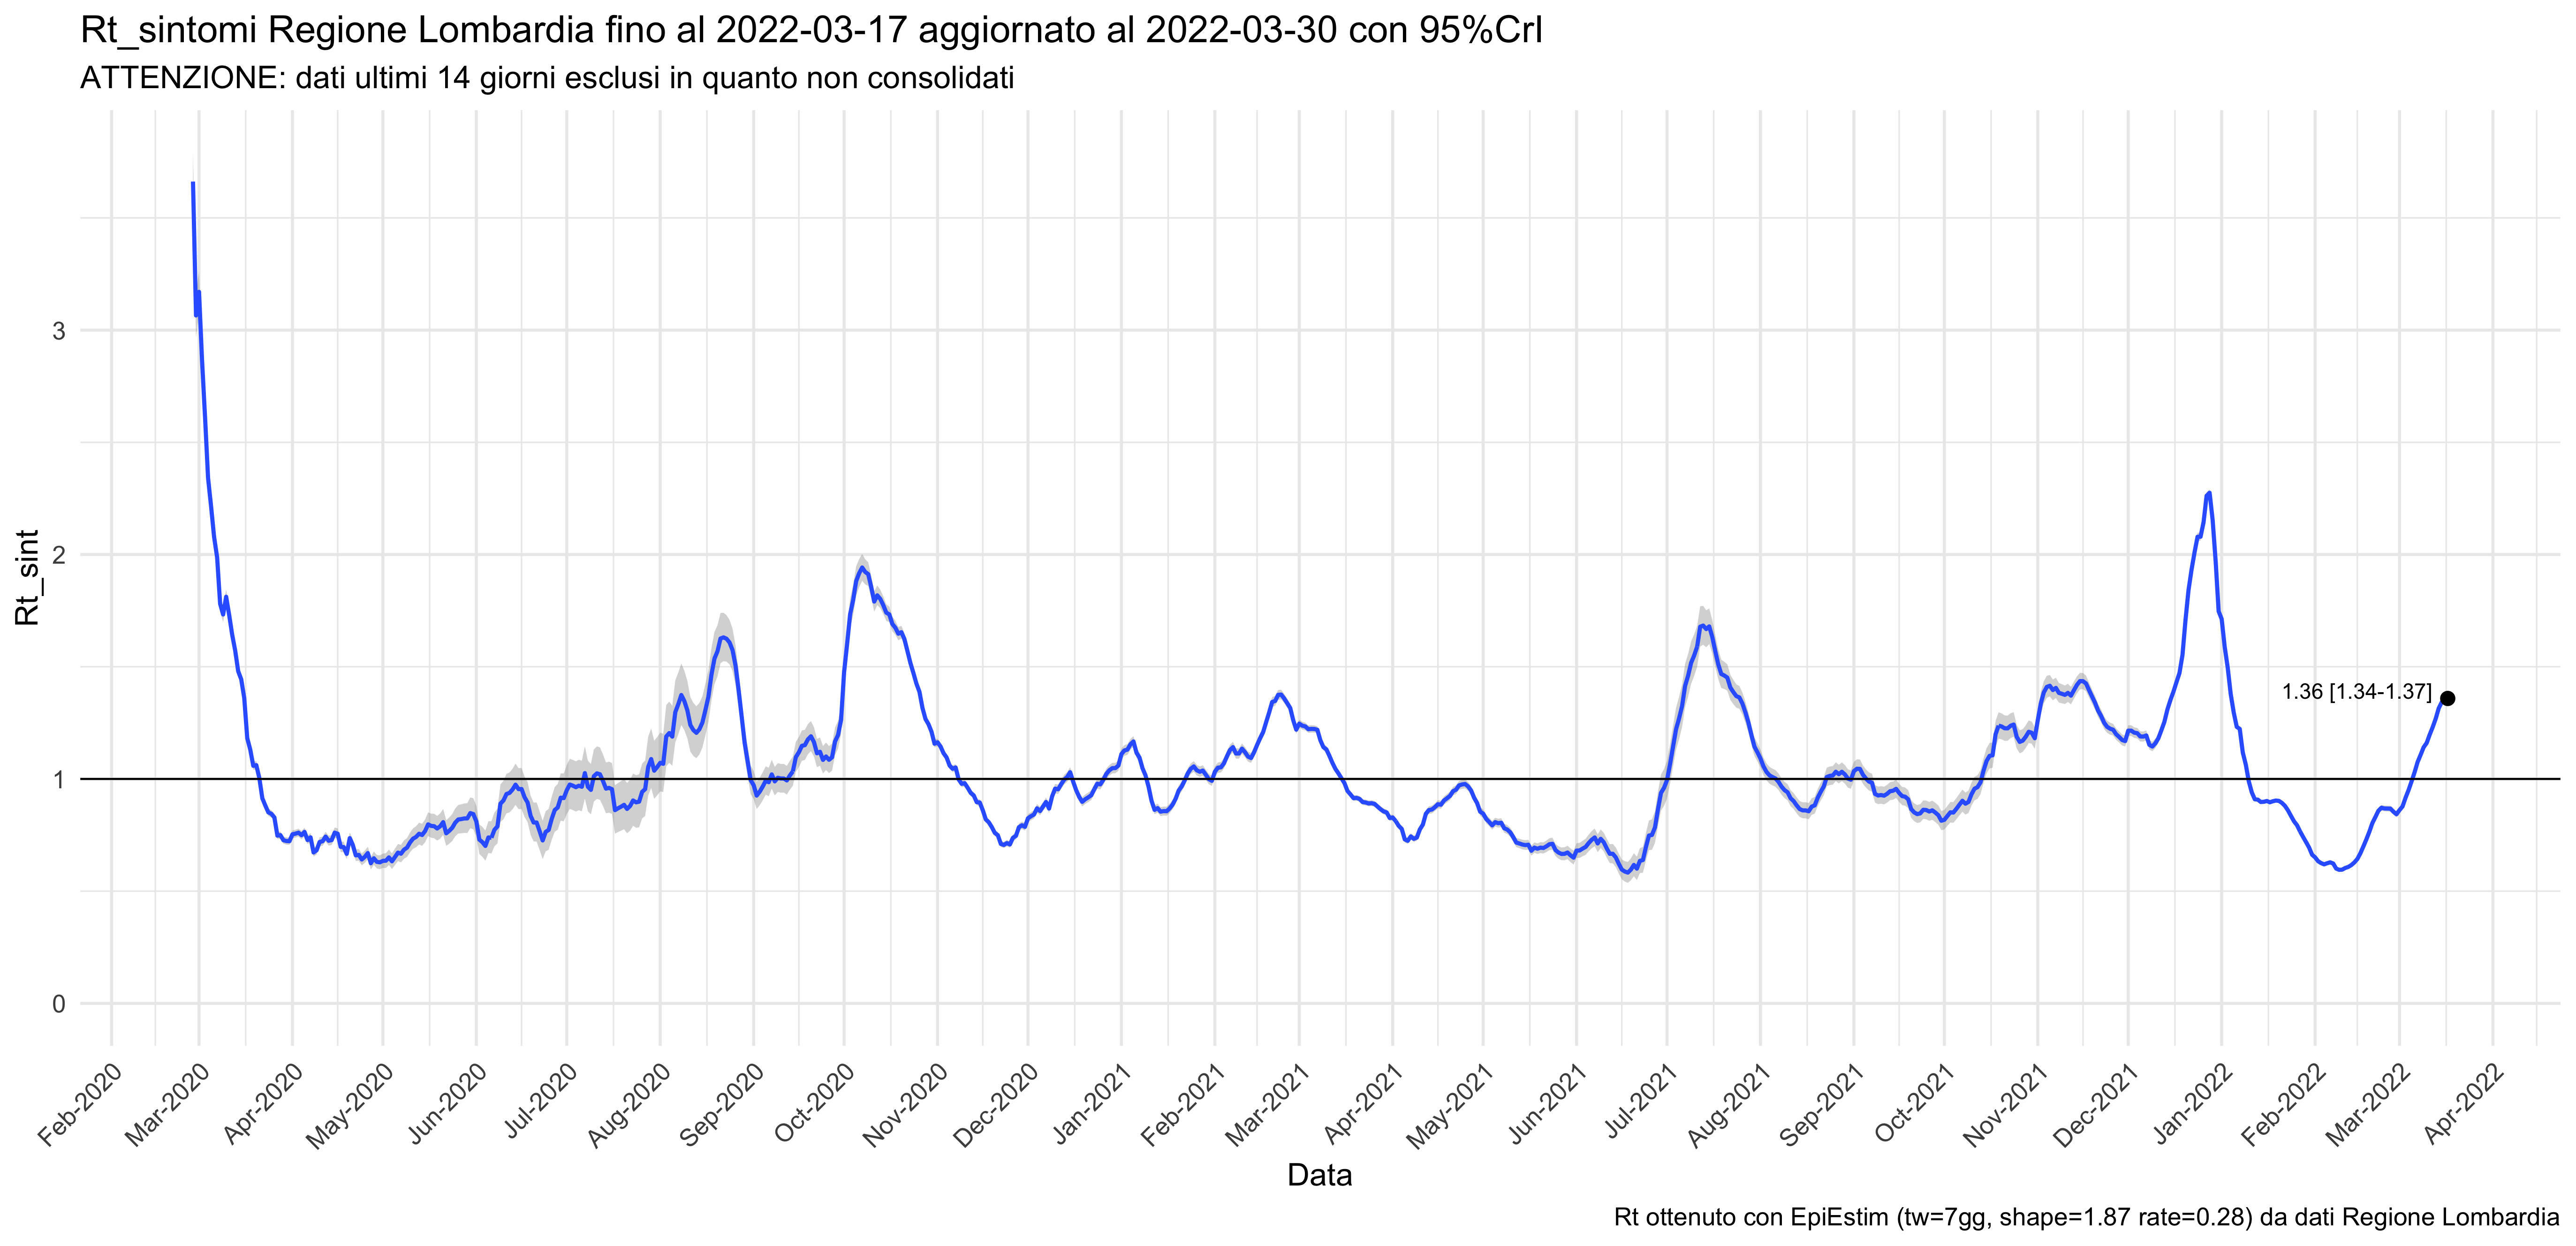 Rt_sintomi Regione Lombardia fino al 2022-03-17 aggiornato al 2022-03-30 con 95%CrI
ATTENZIONE: dati ultimi 14 giorni esclusi in quanto non consolidati
Rt_sint
3
2
1
0
1.36 [1.34-1.37]
Feb-2020
Mar-2020
Apr-2020
May-2020
Jun-2020
Jul-2020
Aug-2020
Sep-2020
Oct-2020
Nov-2020
Dec-2020
Jan-2021
Feb-2021
Mar-2021
Apr-2021
May-2021
Jun-2021
Jul-2021
Aug-2021
Sep-2021
Oct-2021
Nov-2021
Dec-2021
Jan-2022
Feb-2022
Mar-2022
Apr-2022
Data
Rt ottenuto con EpiEstim (tw=7gg, shape=1.87 rate=0.28) da dati Regione Lombardia